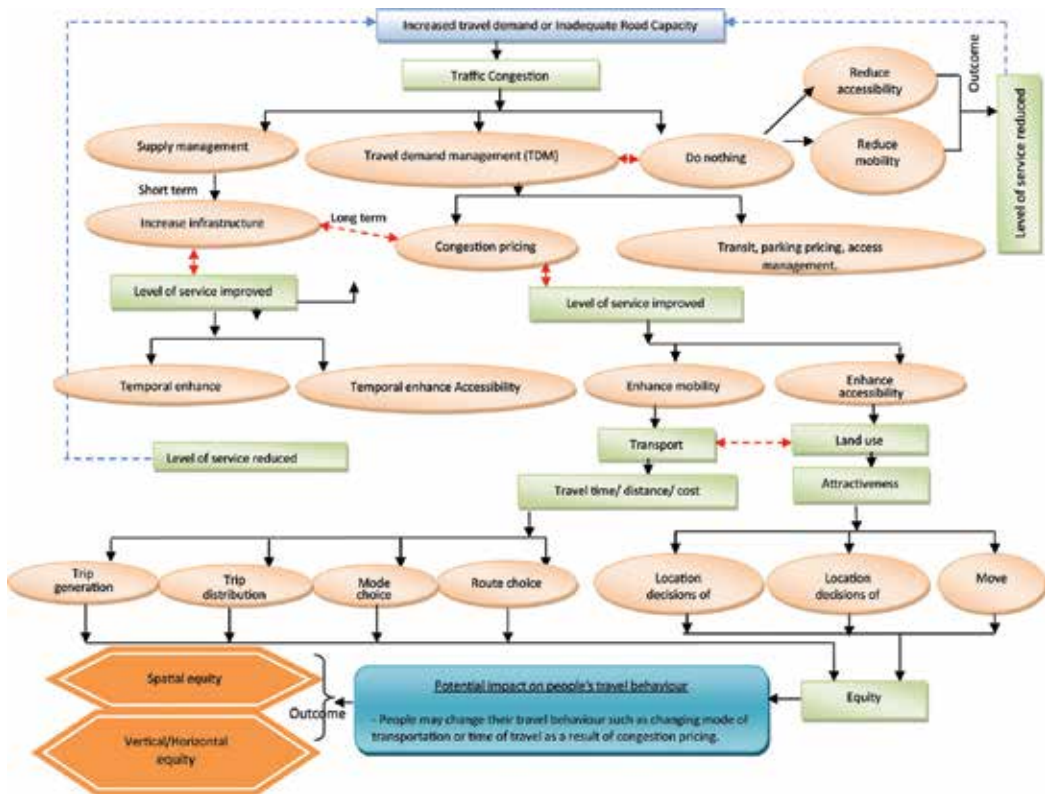 Increased travel demand or Inadequate Road Capacity
Traffic Congestion
Reduce
accessibility
Outcome
Supply management
Travel demand management (TDM)
Do nothing
Reduce
mobility
Level of service reduced
Short term
Increase infrastructure
Long term
Congestion pricing
Transit, parking pricing, access
management.
Level of service improved
Level of service improved
Temporal enhance
Temporal enhance Accessibility
Enhance mobility
Enhance
accessibility
Level of service reduced
Transport
Land use
Travel time/ distance/ cost
Attractiveness
Trip
generation
Trip
distribution
Mode
choice
Route choice
Location
decisions of
Location
decisions of
Move
Spatial equity
Outcome
Vertical/Horizontal
equity
Potential impact on people's travel behaviour
- People may change their travel behaviour such as changing mode of
transportation or time of travel as a result of congestion pricing.
Equity